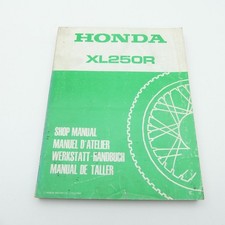 HONDA
XL250R
SHOP MANUAL
MANUEL D'ATELIER
WERKSTATT-HANDBUCH
MANUAL DE TALLER